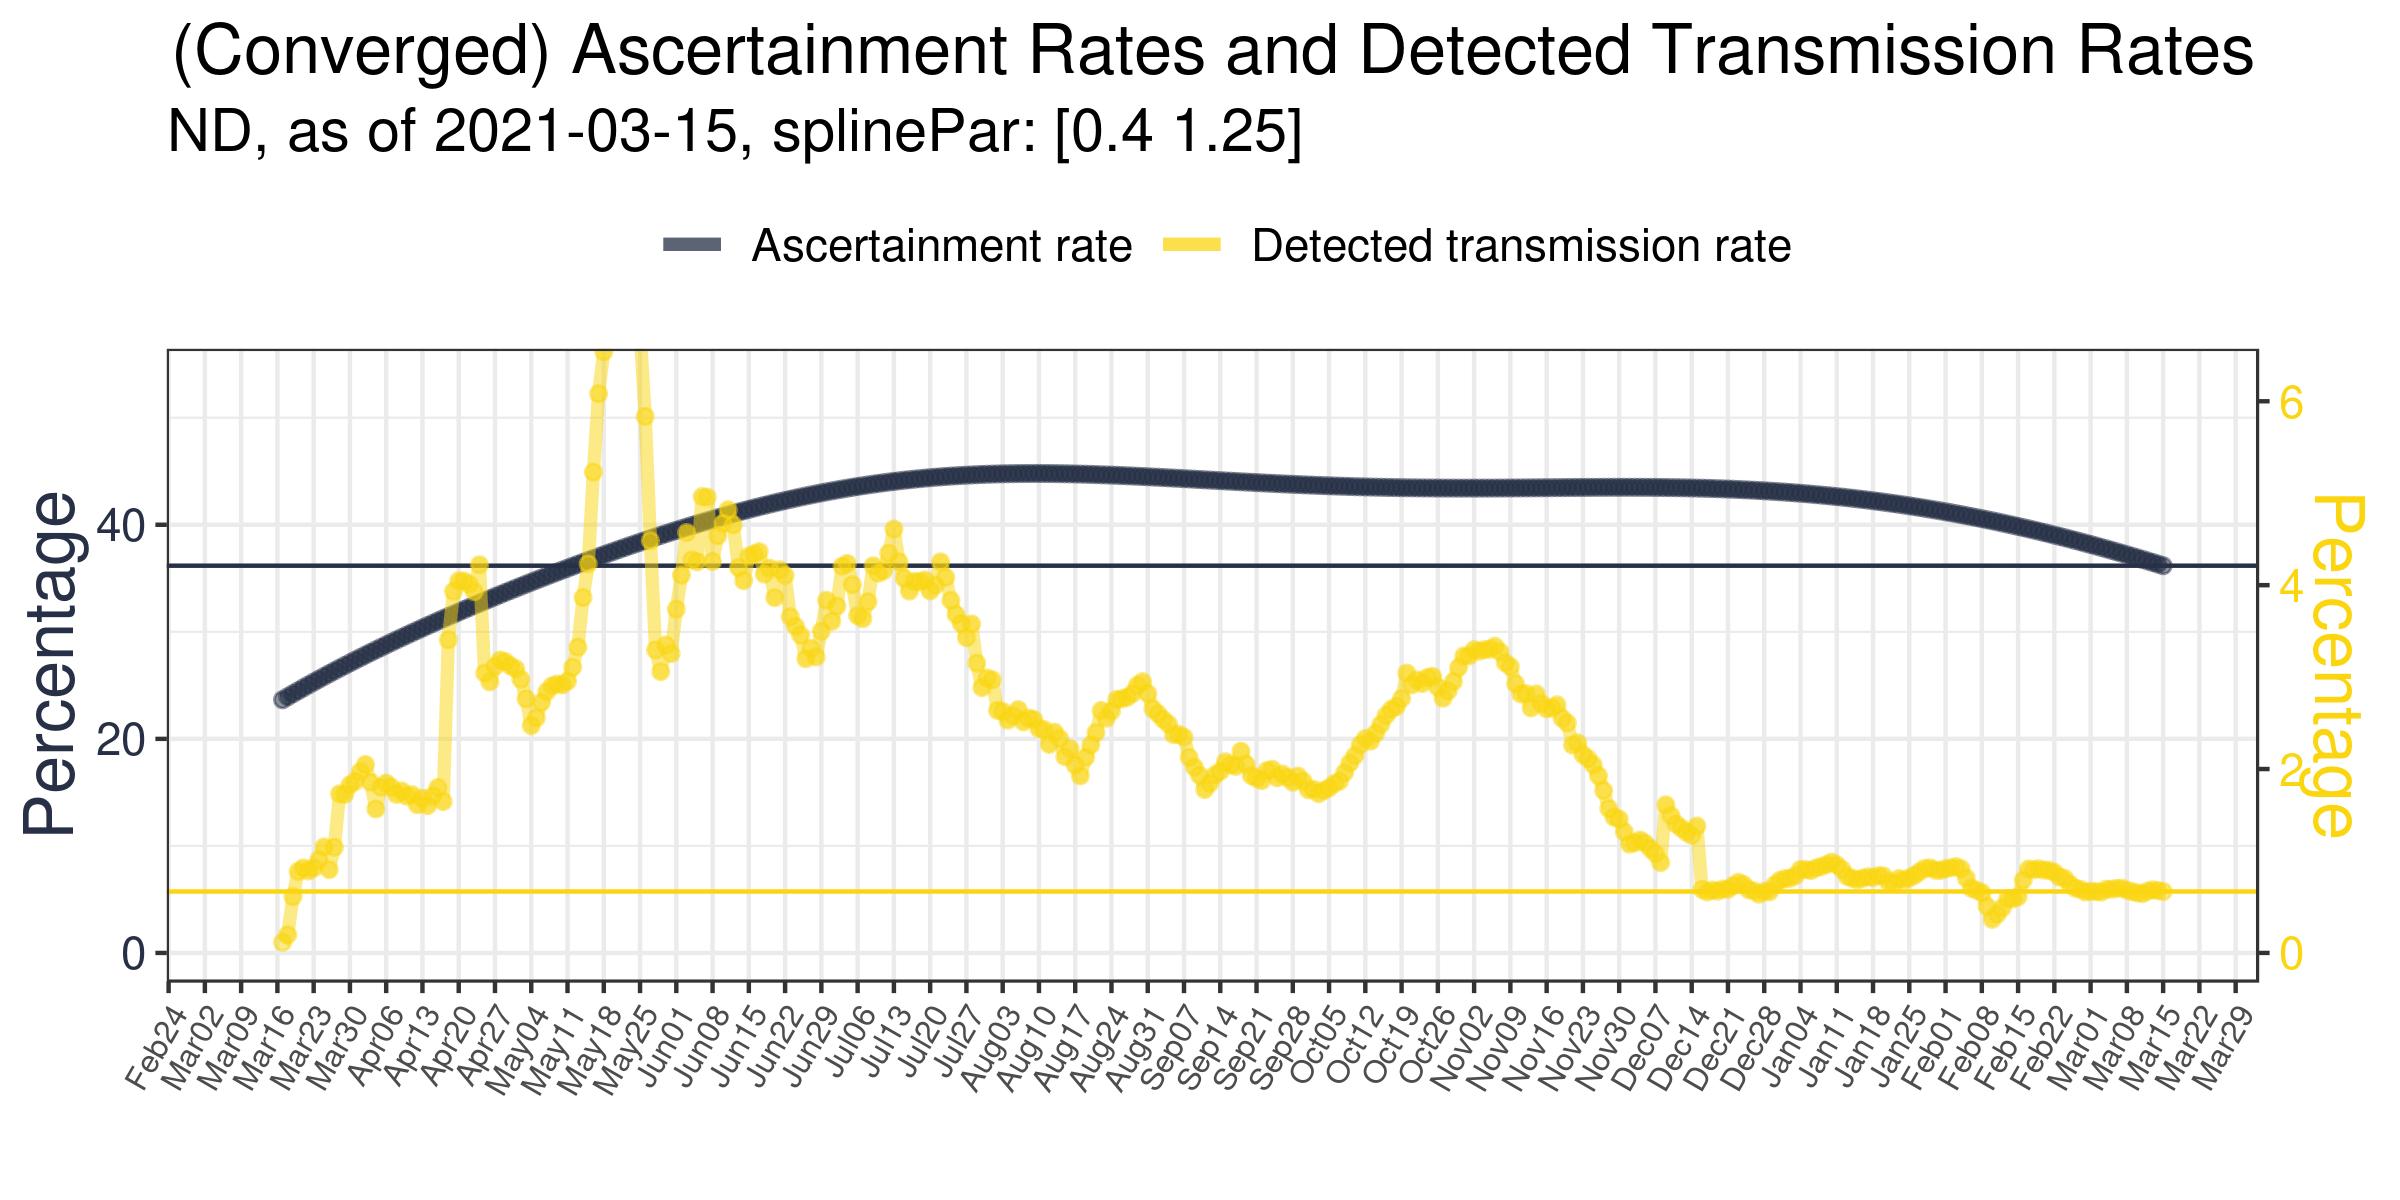 (Converged) Ascertainment Rates and Detected Transmission Rates
ND, as of 2021-03-15, splinePar: [0.4 1.25]
Ascertainment rate Detected transmission rate
Percentage
40
20
0
6
4
2
0
Percentage
Feb24 Mar02 Mar09 Mar16 Mar23 Mar30 Apr06 Apr13 Apr20 Apr27 May04 May11 May18 May25 Jun01 Jun08 Jun15 Jun22 Jun29 Jul06 Jul13 Jul20 Jul27 Aug03 Aug10 Aug17 Aug24 Aug31 Sep07 Sep14 Sep21 Sep28 Oct05 Oct12 Oct19 Oct26 Nov02 Nov09 Nov16 Nov23 Nov30 Dec07 Dec14 Dec21 Dec28 Jan04 Jan11 Jan18 Jan25 Feb01 Feb08 Feb15 Feb22 Mar01 Mar08 Mar15 Mar22 Mar29